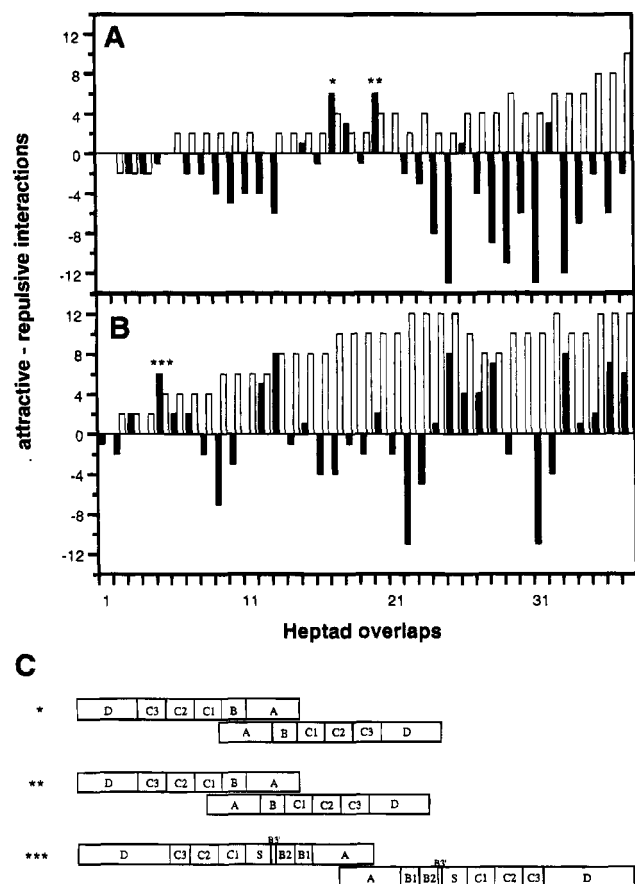 A
12
8
4
0
-4
-8
-12
* **
B
12
8
4
0
-4
-8
-12
***
attractive - repulsive interactions
1 11 21 31
Heptad overlaps
C
*
D C3 C2 C1 B A
A B C1 C2 C3 D
**
D C3 C2 C1 B A
A B C1 C2 C3 D
***
B3'
D C3 C2 C1 S B2 B1 A
B3'
A B1 B2 S C1 C2 C3 D